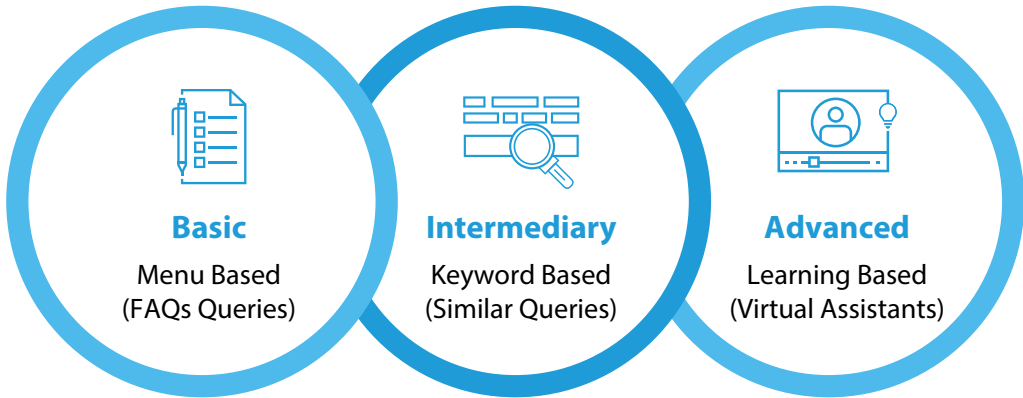 Basic
Menu Based
(FAQs Queries)
Intermediary
Keyword Based
(Similar Queries)
Advanced
Learning Based
(Virtual Assistants)